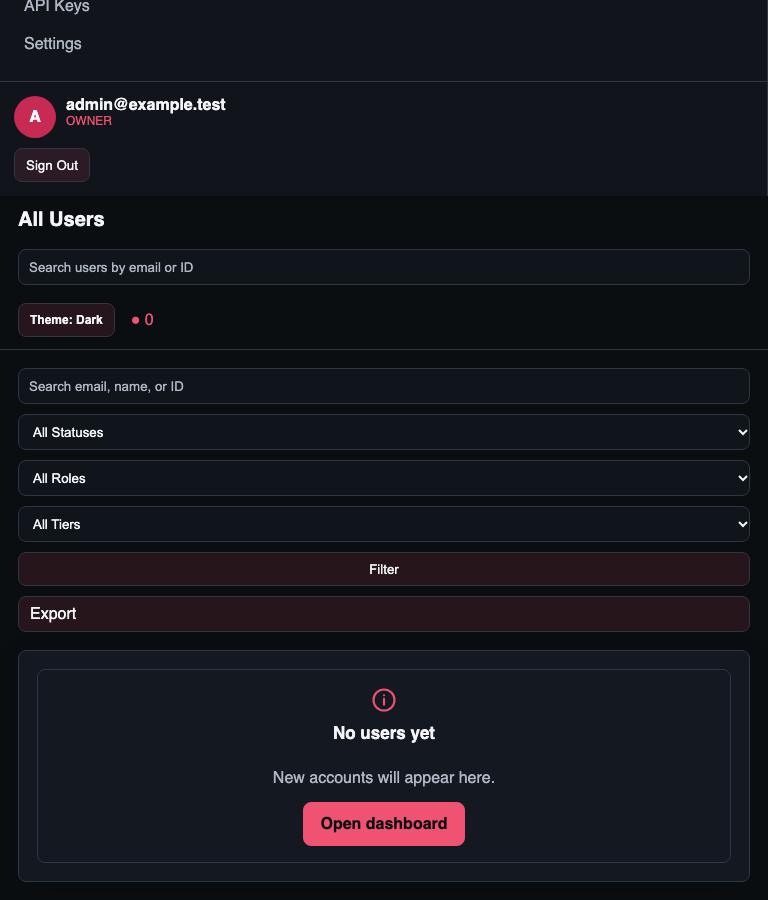 API Keys
Settings
A
admin@example.test
OWNER
Sign Out
All Users
Search users by email or ID
Theme: Dark
0
Search email, name, or ID
All Statuses
All Roles
All Tiers
Filter
Export
No users yet
New accounts will appear here.
Open dashboard